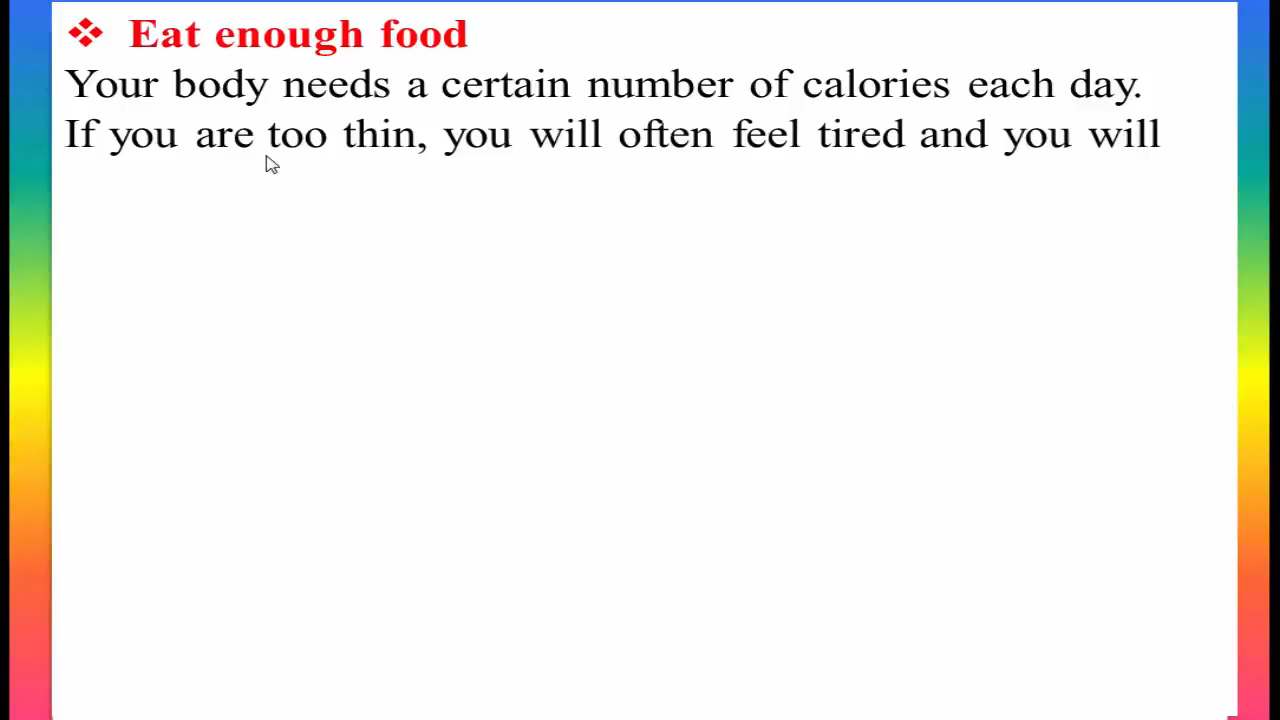 ❖ Eat enough food
Your body needs a certain number of calories each day.
If you are too thin, you will often feel tired and you will